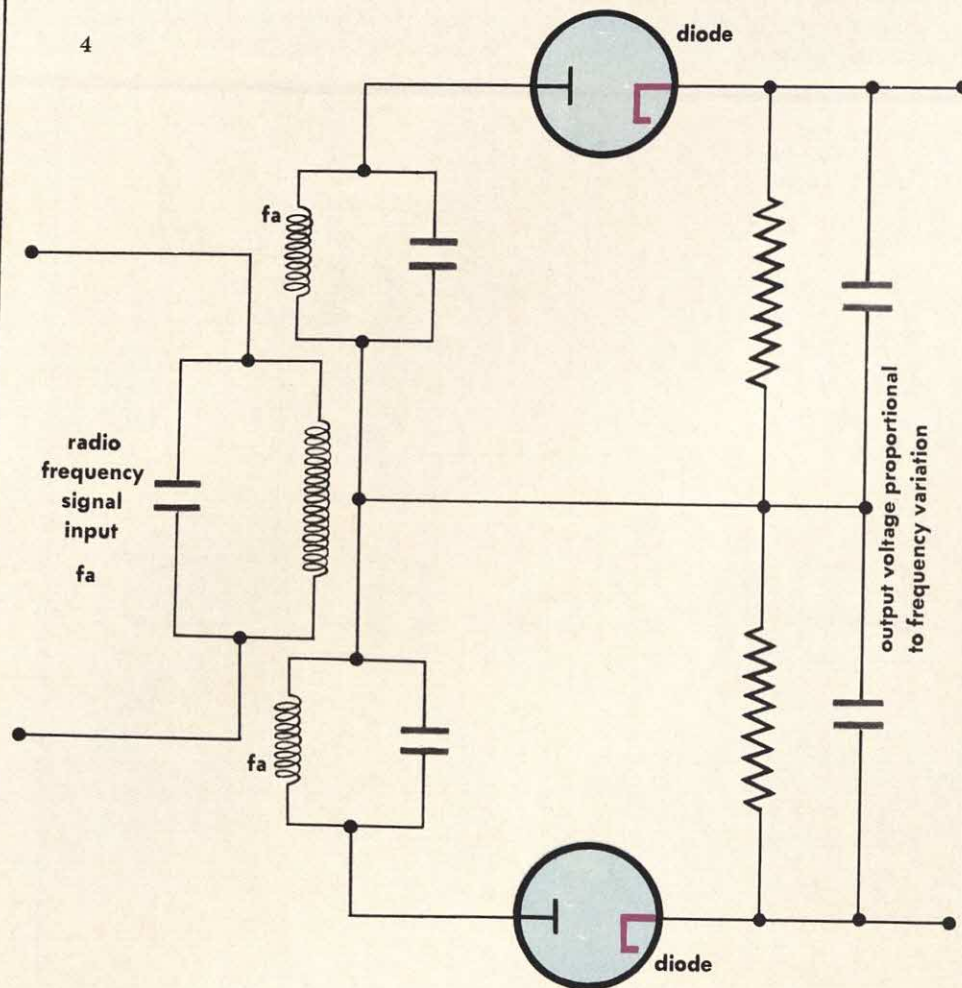 4
diode
fa
radio
frequency
signal
input
fa
output voltage proportional
to frequency variation
fa
diode